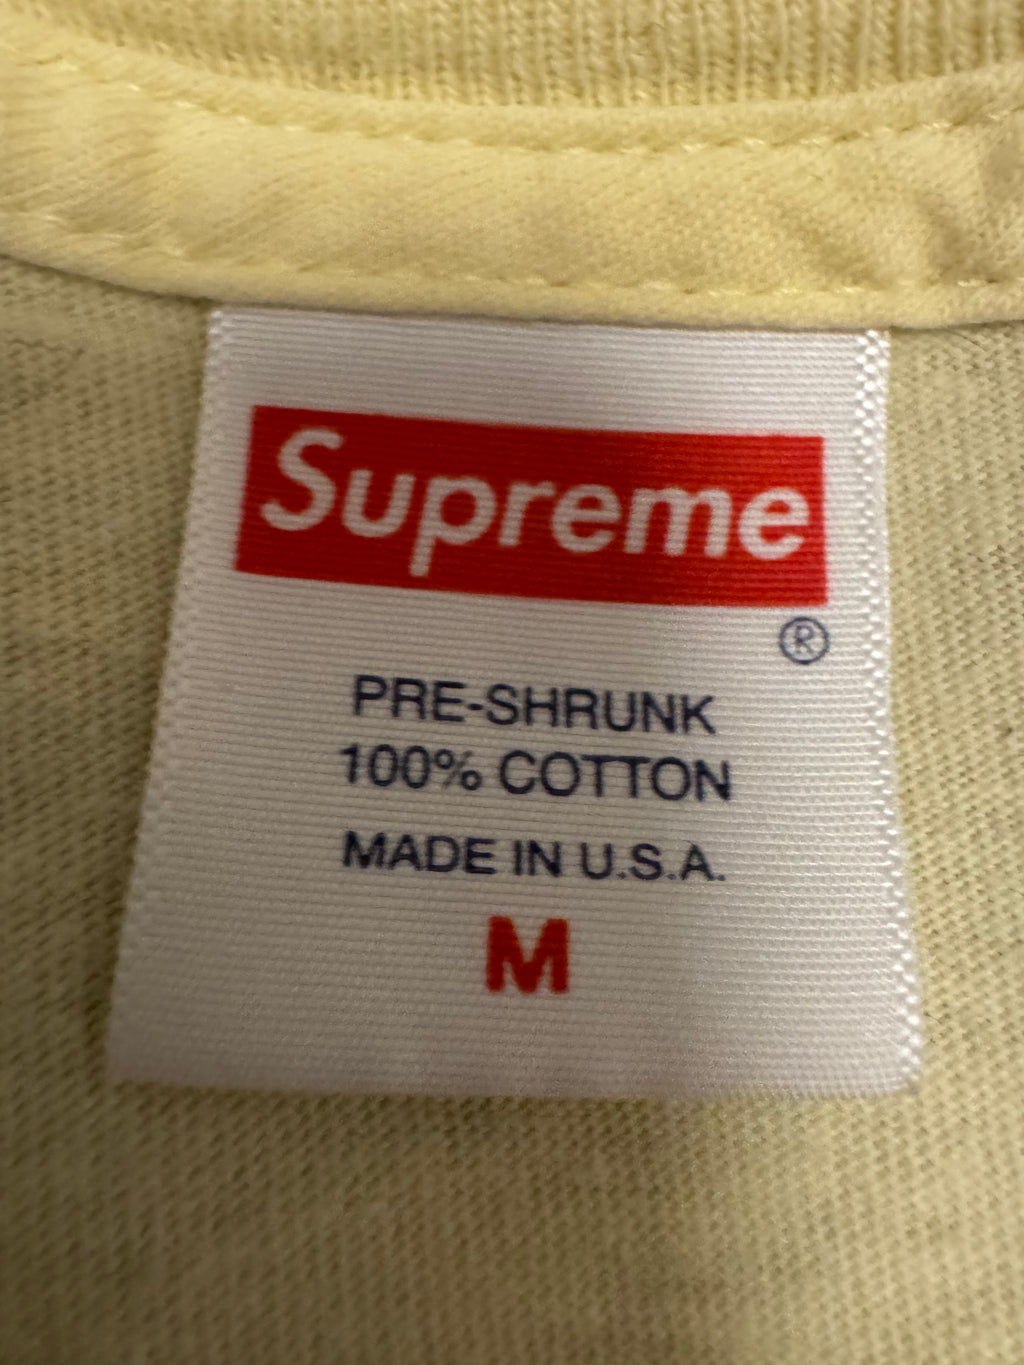 Supreme
®
PRE-SHRUNK
100% COTTON
MADE IN U.S.A.
M